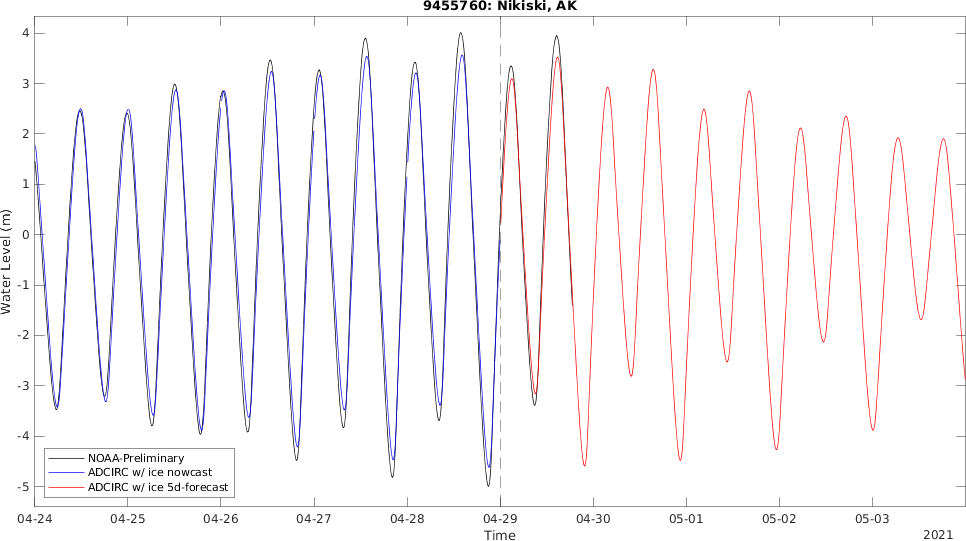 9455760: Nikiski, AK
4
3
2
1
0
-1
-2
-3
-4
-5
Water Level (m)
NOAA-Preliminary
ADCIRC w/ ice nowcast
ADCIRC w/ ice 5d-forecast
04-24 04-25 04-26 04-27 04-28 04-29 04-30 05-01 05-02 05-03
Time
2021